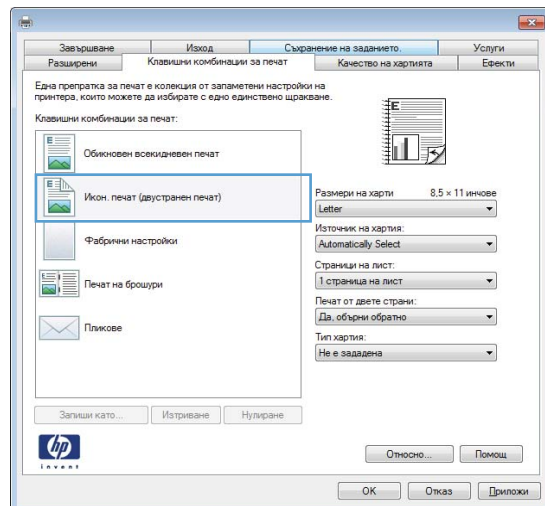 Завършване
Изход
Съхранение на заданието.
Услуги
Разширени
Клавишни комбинации за печат
Качество на хартията
Ефекти
Една препратка за печат е колекция от запаметени настройки на
принтера, които можете да избирате с едно единствено щракване.
Клавишни комбинации за печат:
Обикновен всекидневен печат
Икон. печат (двустранен печат)
Фабрични настройки
Печат на брошури
Пликове
Размери на харти 8,5 × 11 инчове
Letter
Източник на хартия:
Automatically Select
Страници на лист:
1 страница на лист
Печат от двете страни:
Да, обърни обратно
Тип хартия:
Не е зададена
Запиши като...
Изтриване
Нулиране
hp
invent
Относно...
Помощ
OK
Отказ
Приложи